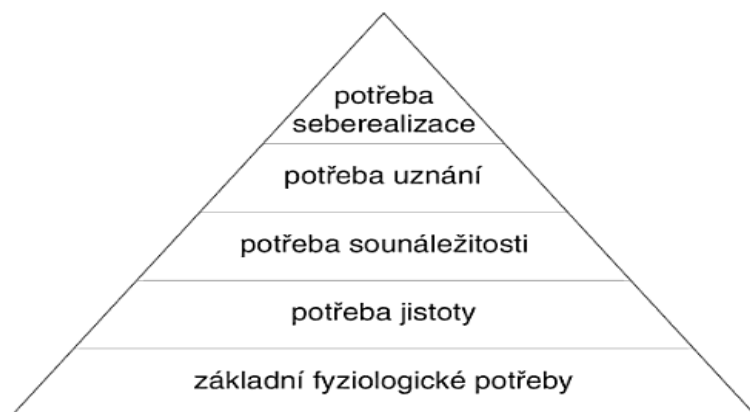 potřeba
seberealizace
potřeba uznání
potřeba sounáležitosti
potřeba jistoty
základní fyziologické potřeby